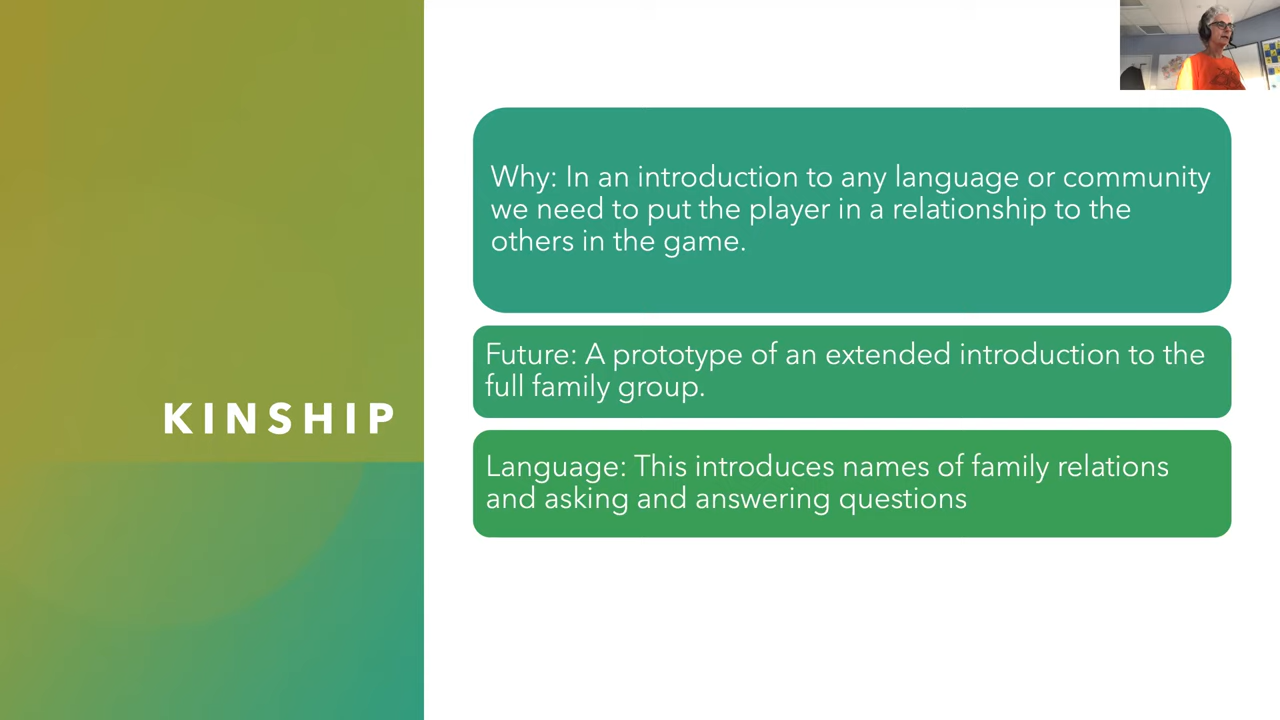 KINSHIP
Why: In an introduction to any language or community
we need to put the player in a relationship to the
others in the game.
Future: A prototype of an extended introduction to the
full family group.
Language: This introduces names of family relations
and asking and answering questions